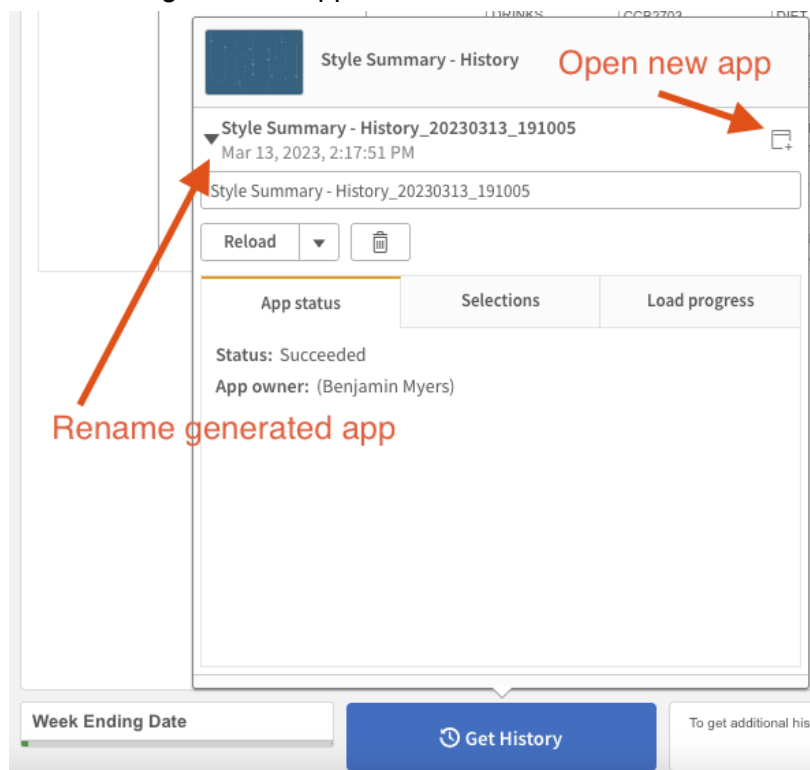 DRINKS CCB2703 DIET
Style Summary - History
Open new app
Style Summary - History_20230313_191005
Mar 13, 2023, 2:17:51 PM
Style Summary - History_20230313_191005
Reload
App status Selections Load progress
Status: Succeeded
App owner: (Benjamin Myers)
Rename generated app
Week Ending Date
Get History
To get additional his